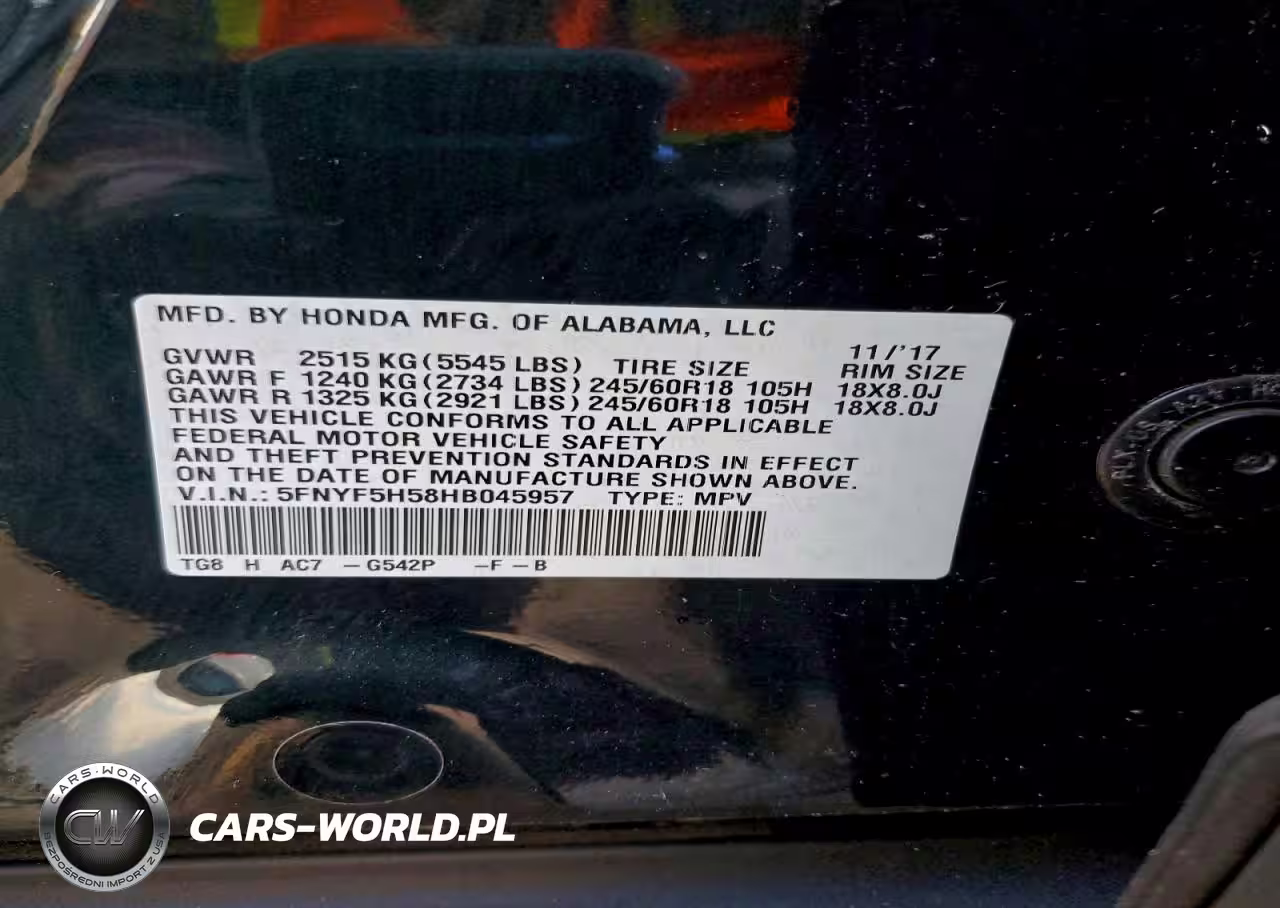 MFD. BY HONDA MFG. OF ALABAMA, LLC
11/'17
GVWR 2515 KG (5545 LBS) TIRE SIZE RIM SIZE
GAWR F 1240 KG (2734 LBS) 245/60R18 105H 18X8.0J
GAWR R 1325 KG (2921 LBS) 245/60R18 105H 18X8.0J
THIS VEHICLE CONFORMS TO ALL APPLICABLE
FEDERAL MOTOR VEHICLE SAFETY
AND THEFT PREVENTION STANDARDS IN EFFECT
ON THE DATE OF MANUFACTURE SHOWN ABOVE.
V.I.N.: 5FNYF5H58HB045957 TYPE: MPV
TG8 H AC7 -G542P -F-B
CARS-WORLD
CW
BEZPOŚREDNI IMPORT Z USA
CARS-WORLD.PL